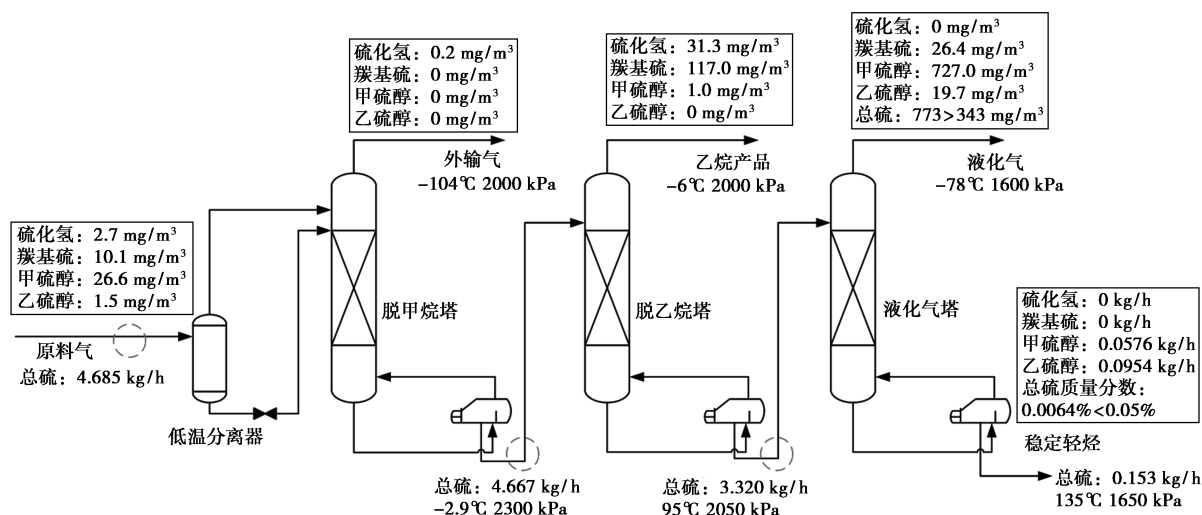 硫化氢：0.2 mg/m³
羰基硫：0 mg/m³
甲硫醇：0 mg/m³
乙硫醇：0 mg/m³
外输气
-104℃ 2000 kPa
硫化氢：31.3 mg/m³
羰基硫：117.0 mg/m³
甲硫醇：1.0 mg/m³
乙硫醇：0 mg/m³
乙烷产品
-6℃ 2000 kPa
硫化氢：0 mg/m³
羰基硫：26.4 mg/m³
甲硫醇：727.0 mg/m³
乙硫醇：19.7 mg/m³
总硫：773>343 mg/m³
液化气
-78℃ 1600 kPa
硫化氢：2.7 mg/m³
羰基硫：10.1 mg/m³
甲硫醇：26.6 mg/m³
乙硫醇：1.5 mg/m³
原料气
总硫：4.685 kg/h
低温分离器
脱甲烷塔
总硫：4.667 kg/h
-2.9℃ 2300 kPa
脱乙烷塔
总硫：3.320 kg/h
95℃ 2050 kPa
液化气塔
硫化氢：0 kg/h
羰基硫：0 kg/h
甲硫醇：0.0576 kg/h
乙硫醇：0.0954 kg/h
总硫质量分数：
0.0064%<0.05%
稳定轻烃
总硫：0.153 kg/h
135℃ 1650 kPa